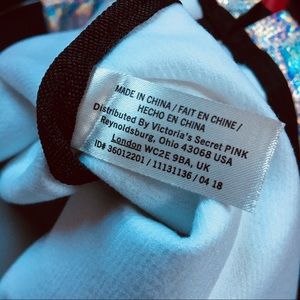 MADE IN CHINA / FAIT EN CHINE /
HECHO EN CHINA
Distributed By Victoria's Secret PINK
Reynoldsburg, Ohio 43068 USA
London WC2E 9BA, UK
ID# 36012201 / 11131136 / 04 18